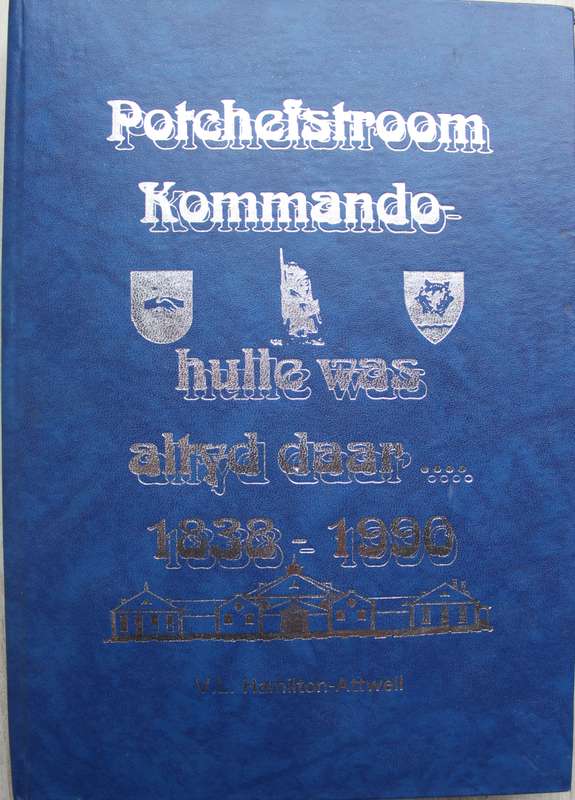 Potchefstroom
Kommando-
hulle was
altyd daar ....
1838 - 1990
V.L. Hamilton-Attwell